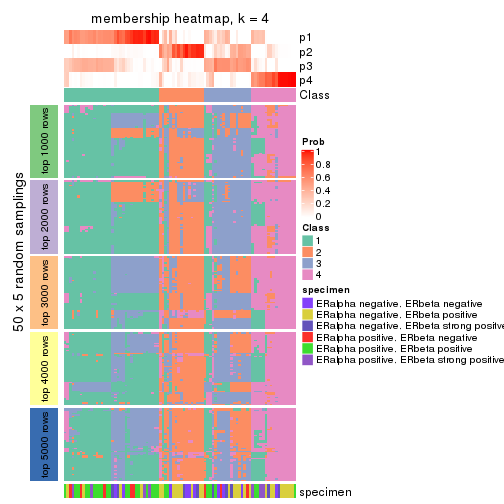 membership heatmap, k = 4
p1
p2
p3
p4
Class
50 x 5 random samplings
top 1000 rows
top 2000 rows
top 3000 rows
top 4000 rows
top 5000 rows
Prob
1
0.8
0.6
0.4
0.2
0
Class
1
2
3
4
specimen
ERalpha negative. ERbeta negative
ERalpha negative. ERbeta positive
ERalpha negative. ERbeta strong positive
ERalpha positive. ERbeta negative
ERalpha positive. ERbeta positive
ERalpha positive. ERbeta strong positive
specimen